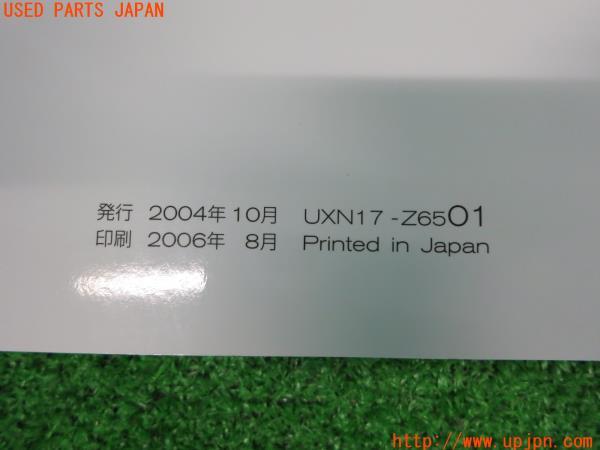 USED PARTS JAPAN
発行 2004年10月 UXN17-Z6501
印刷 2006年 8月 Printed in Japan
http://www.upjpn.com/